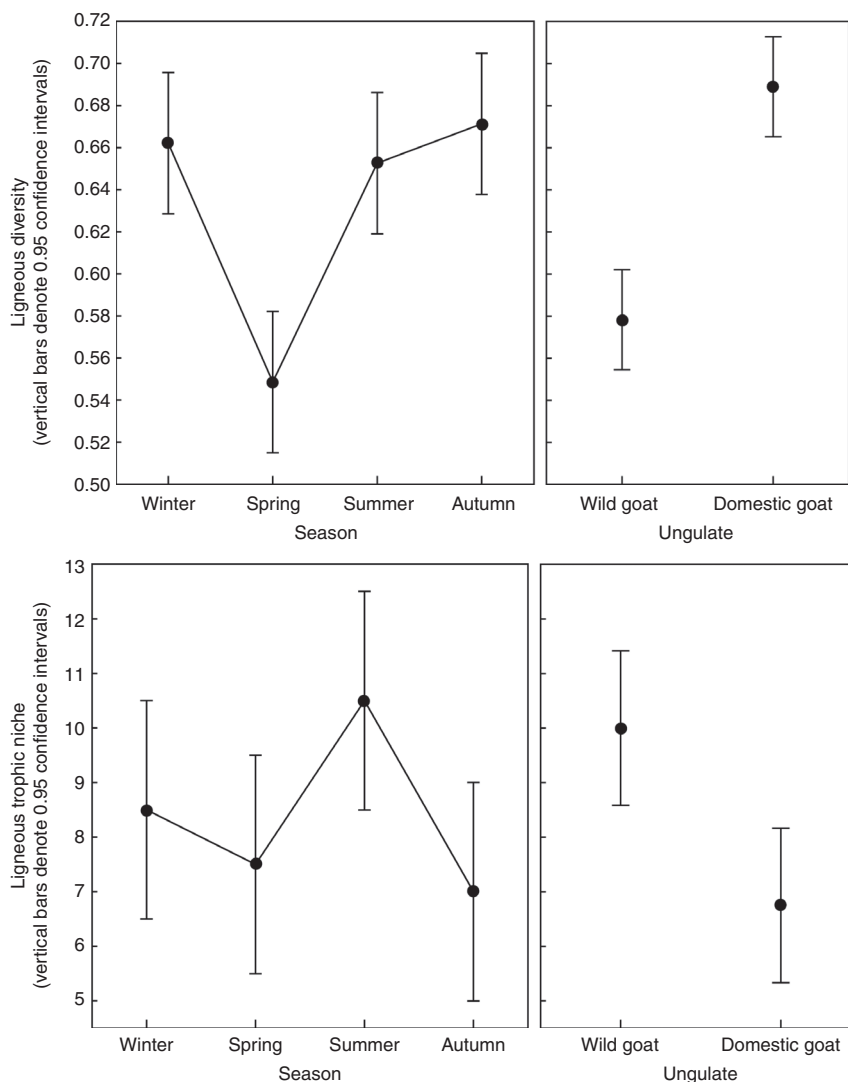 Ligneous diversity
(vertical bars denote 0.95 confidence intervals)
0.72
0.70
0.68
0.66
0.64
0.62
0.60
0.58
0.56
0.54
0.52
0.50
Winter Spring Summer Autumn
Season
Wild goat Domestic goat
Ungulate
Ligneous trophic niche
(vertical bars denote 0.95 confidence intervals)
13
12
11
10
9
8
7
6
5
Winter Spring Summer Autumn
Season
Wild goat Domestic goat
Ungulate